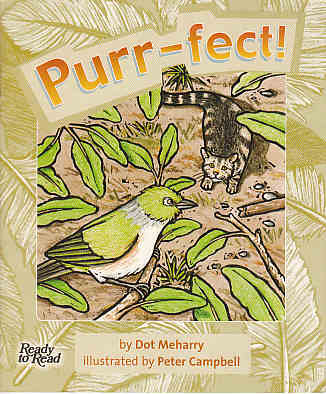 Purr-fect!
by Dot Meharry
illustrated by Peter Campbell
Ready
to Read